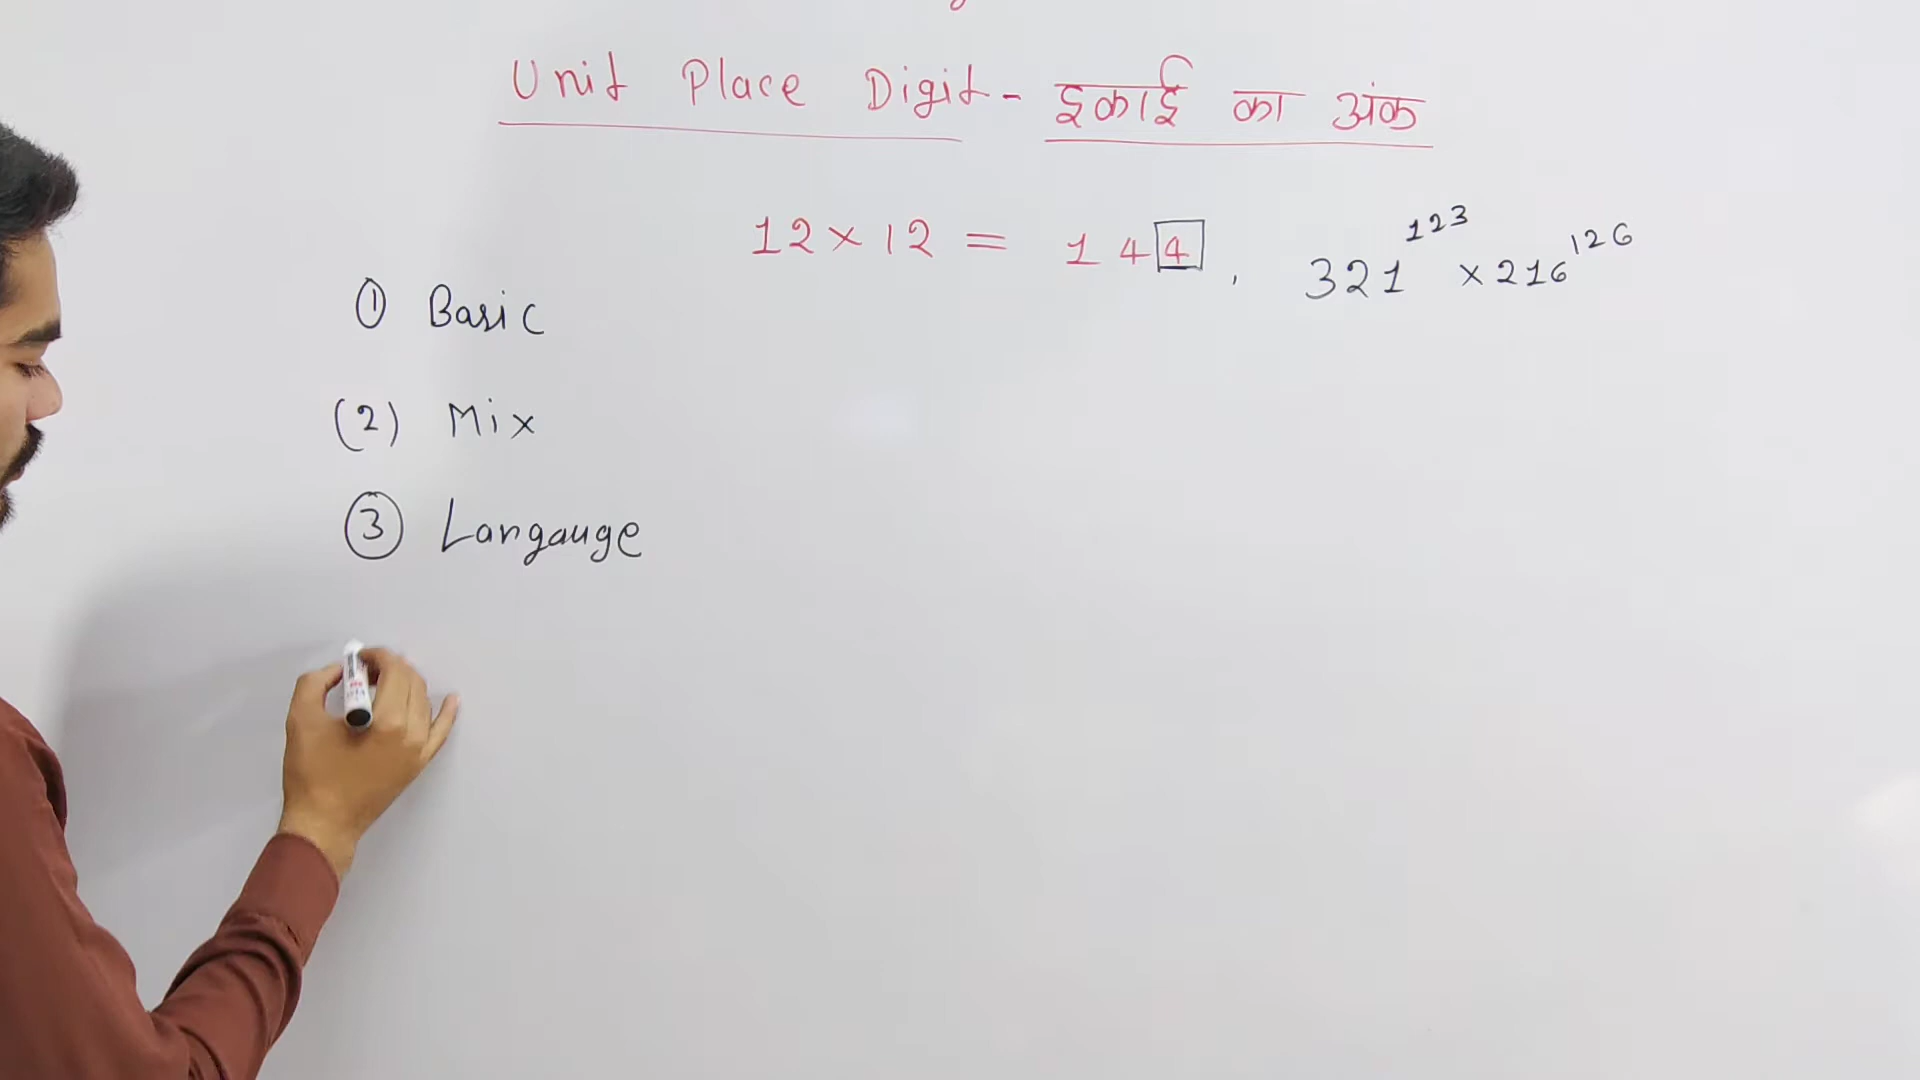 Unit Place Digit - इकाई का अंक
12 × 12 = 144, 321^123 × 216^126
① Basic
(2) Mix
③ Langauge